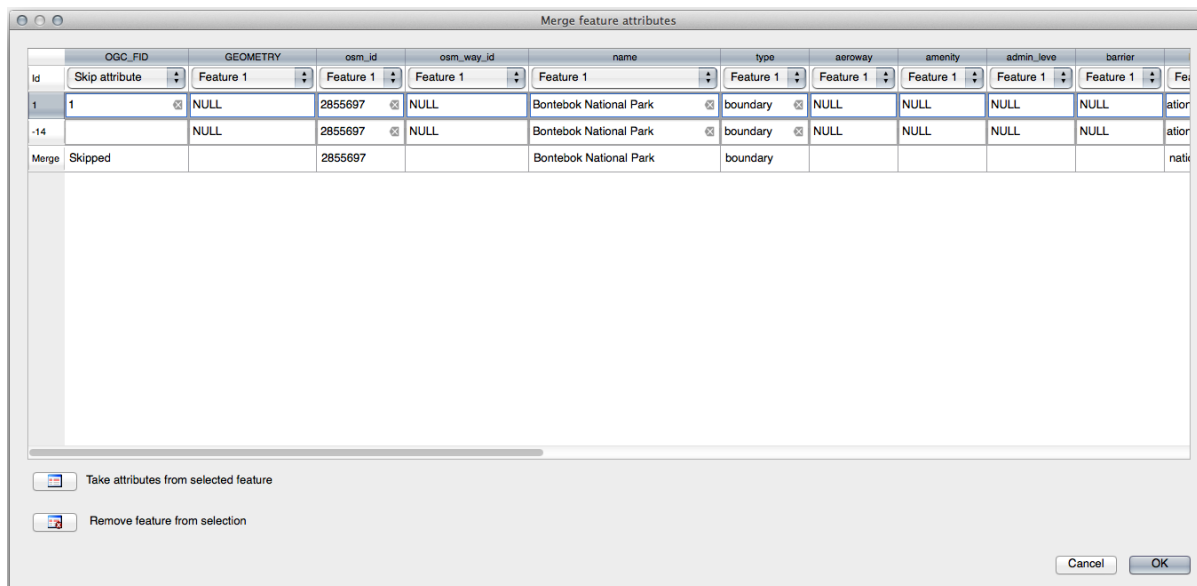 Merge feature attributes
OGC_FID GEOMETRY osm_id osm_way_id name type aeroway amenity admin_leve barrier
Id Skip attribute Feature 1 Feature 1 Feature 1 Feature 1 Feature 1 Feature 1 Feature 1 Feature 1 Feature 1 Fea
1 1 NULL 2855697 NULL Bontebok National Park boundary NULL NULL NULL NULL ation
-14 NULL 2855697 NULL Bontebok National Park boundary NULL NULL NULL NULL ation
Merge Skipped 2855697 Bontebok National Park boundary natio
Take attributes from selected feature
Remove feature from selection
Cancel OK